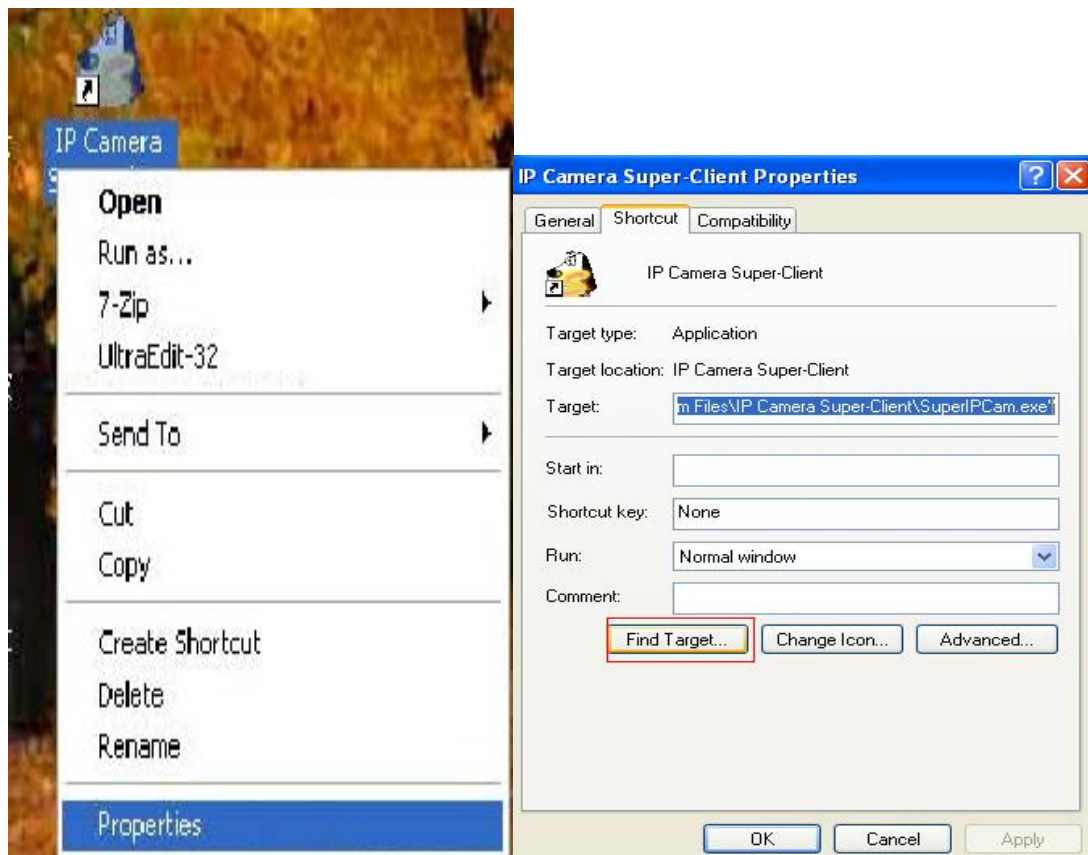 IP Camera
Open
Run as...
7-Zip
UltraEdit-32
Send To
Cut
Copy
Create Shortcut
Delete
Rename
Properties
IP Camera Super-Client Properties
General Shortcut Compatibility
IP Camera Super-Client
Target type: Application
Target location: IP Camera Super-Client
Target: m Files\IP Camera Super-Client\SuperIPCam.exe"
Start in:
Shortcut key: None
Run: Normal window
Comment:
Find Target... Change Icon... Advanced...
OK Cancel Apply